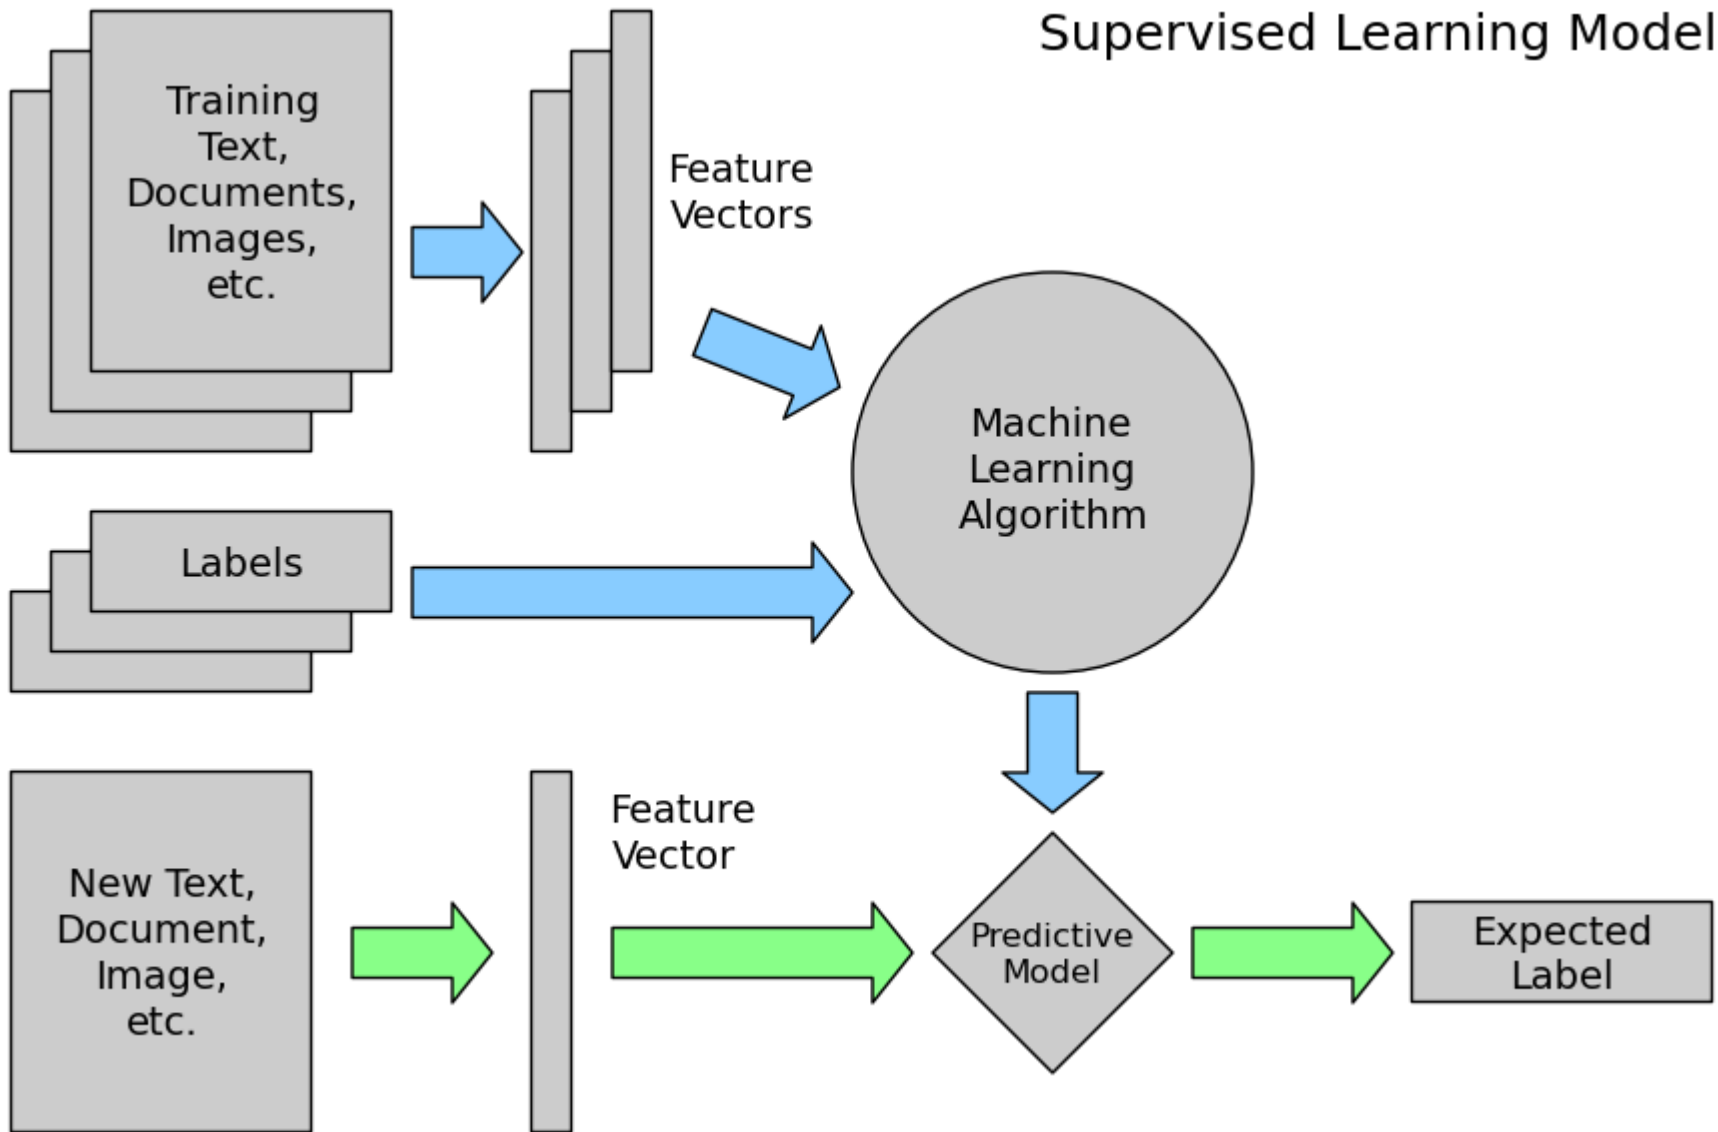 Supervised Learning Model
Training
Text,
Documents,
Images,
etc.
Feature
Vectors
Machine
Learning
Algorithm
Labels
New Text,
Document,
Image,
etc.
Feature
Vector
Predictive
Model
Expected
Label